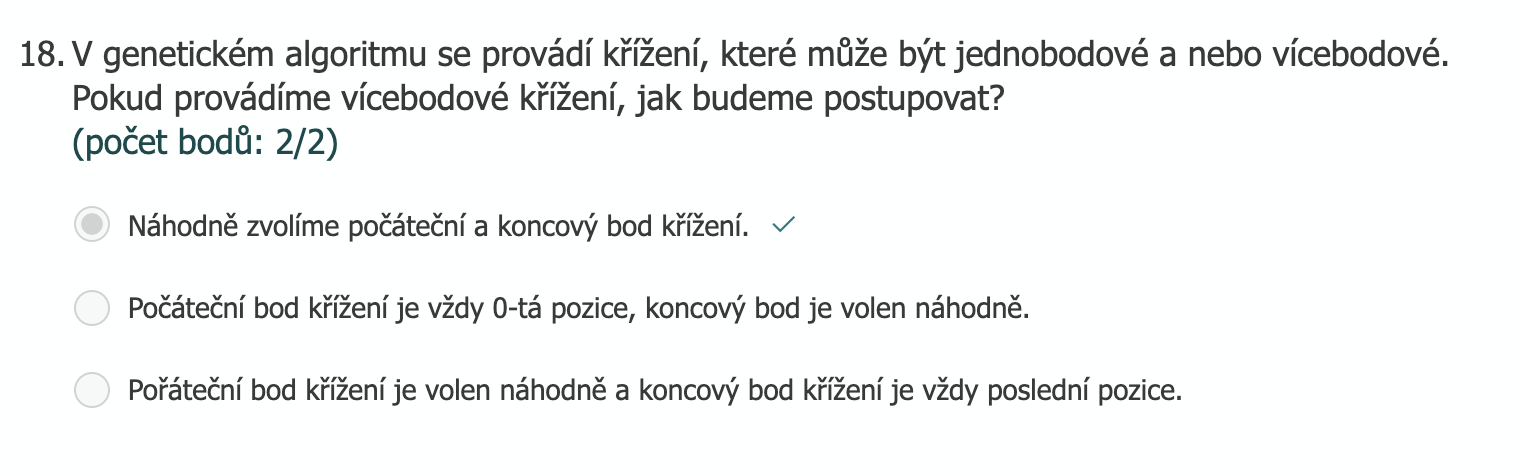 18. V genetickém algoritmu se provádí křížení, které může být jednobodové a nebo vícebodové.
Pokud provádíme vícebodové křížení, jak budeme postupovat?
(počet bodů: 2/2)
Náhodně zvolíme počáteční a koncový bod křížení.
Počáteční bod křížení je vždy 0-tá pozice, koncový bod je volen náhodně.
Pořáteční bod křížení je volen náhodně a koncový bod křížení je vždy poslední pozice.